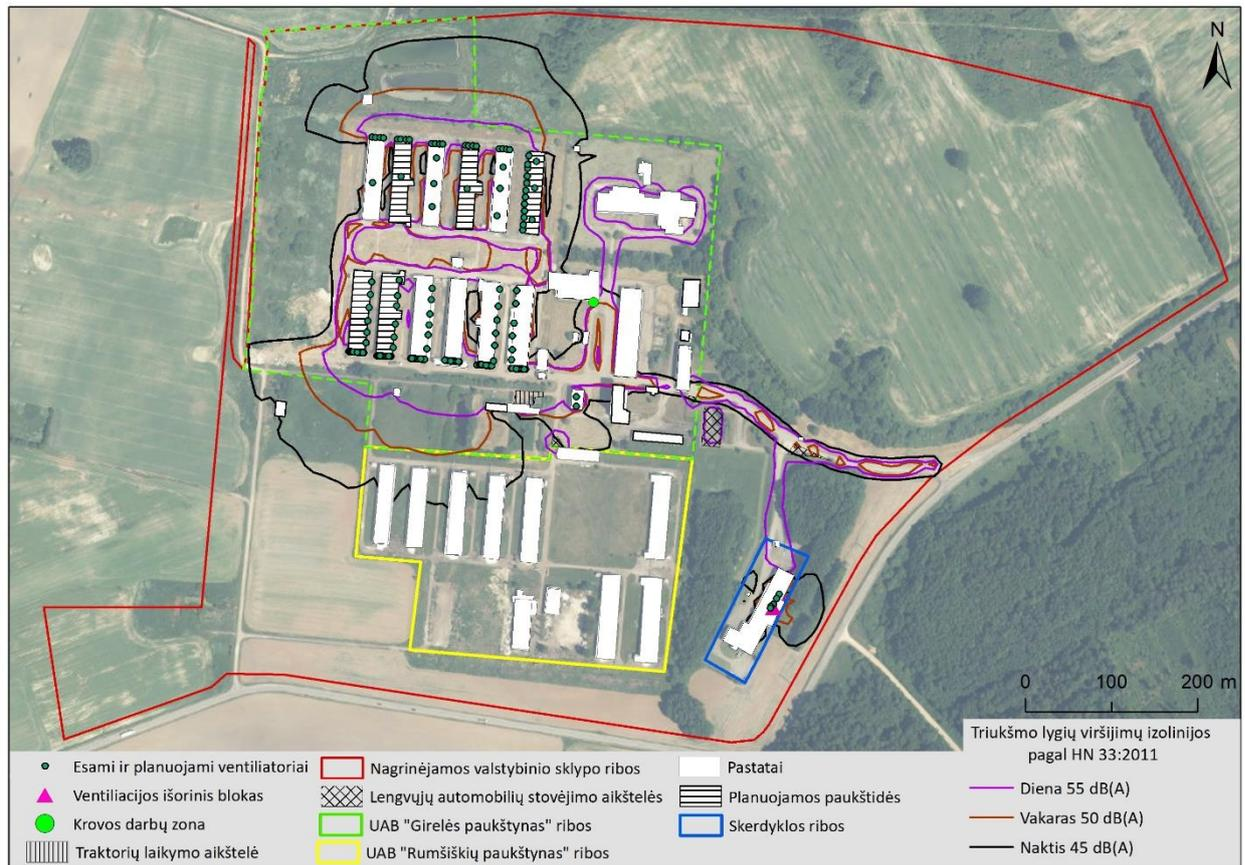 N
0 100 200 m
Triukšmo lygių viršijimų izolinijos
pagal HN 33:2011
Diena 55 dB(A)
Vakaras 50 dB(A)
Naktis 45 dB(A)
Esami ir planuojami ventiliatoriai
Ventiliacijos išorinis blokas
Krovos darbų zona
Traktorių laikymo aikštelė
Nagrinėjamos valstybinio sklypo ribos
Lengvųjų automobilių stovėjimo aikštelės
UAB "Girelės paukštynas" ribos
UAB "Rumšiškių paukštynas" ribos
Pastatai
Planuojamos paukštidės
Skerdyklos ribos